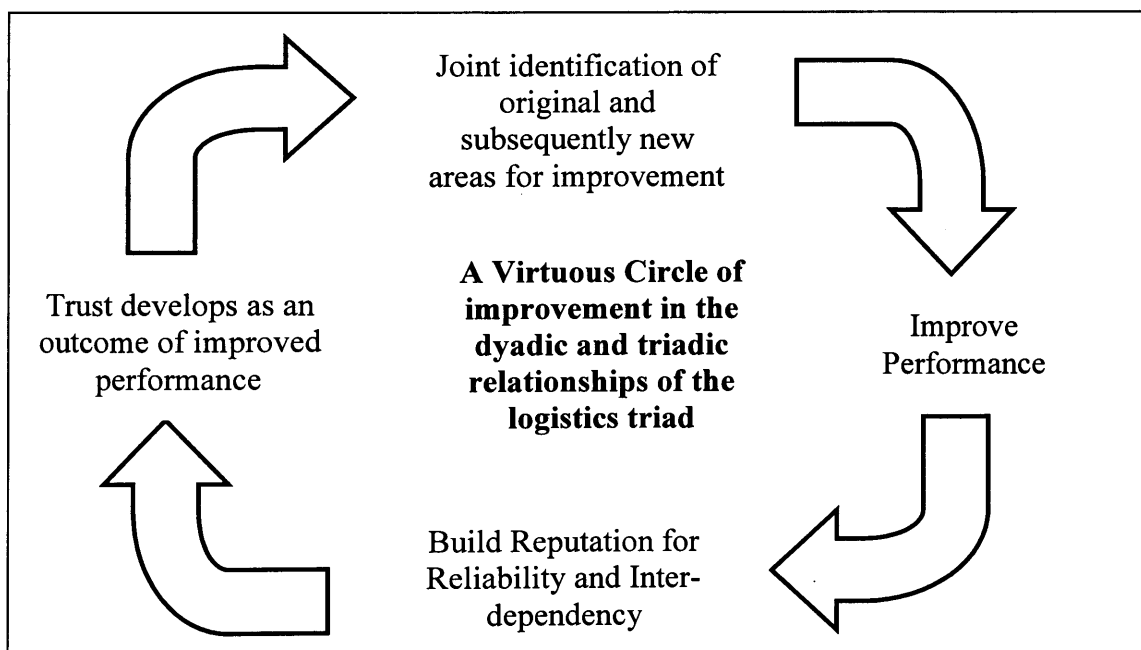 Joint identification of
original and
subsequently new
areas for improvement
A Virtuous Circle of
improvement in the
dyadic and triadic
relationships of the
logistics triad
Trust develops as an
outcome of improved
performance
Improve
Performance
Build Reputation for
Reliability and Inter-
dependency